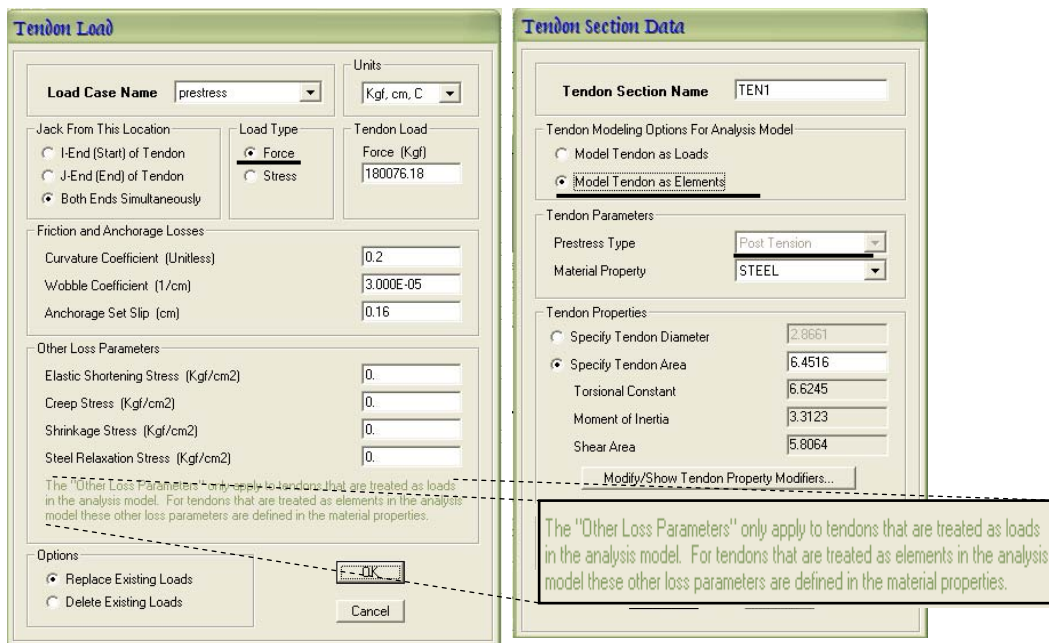 Tendon Load
Load Case Name
prestress
Units
Kgf, cm, C
Jack From This Location
I-End (Start) of Tendon
J-End (End) of Tendon
Both Ends Simultaneously
Load Type
Force
Stress
Tendon Load
Force (Kgf)
180076.18
Friction and Anchorage Losses
Curvature Coefficient (Unitless)
0.2
Wobble Coefficient (1/cm)
3.000E-05
Anchorage Set Slip (cm)
0.16
Other Loss Parameters
Elastic Shortening Stress (Kgf/cm2)
0.
Creep Stress (Kgf/cm2)
0.
Shrinkage Stress (Kgf/cm2)
0.
Steel Relaxation Stress (Kgf/cm2)
0.
The "Other Loss Parameters" only apply to tendons that are treated as loads
in the analysis model. For tendons that are treated as elements in the analysis
model these other loss parameters are defined in the material properties.
Options
Replace Existing Loads
Delete Existing Loads
OK
Cancel
Tendon Section Data
Tendon Section Name
TEN1
Tendon Modeling Options For Analysis Model
Model Tendon as Loads
Model Tendon as Elements
Tendon Parameters
Prestress Type
Post Tension
Material Property
STEEL
Tendon Properties
Specify Tendon Diameter
2.8661
Specify Tendon Area
6.4516
Torsional Constant
6.6245
Moment of Inertia
3.3123
Shear Area
5.8064
Modify/Show Tendon Property Modifiers...
The "Other Loss Parameters" only apply to tendons that are treated as loads
in the analysis model. For tendons that are treated as elements in the analysis
model these other loss parameters are defined in the material properties.